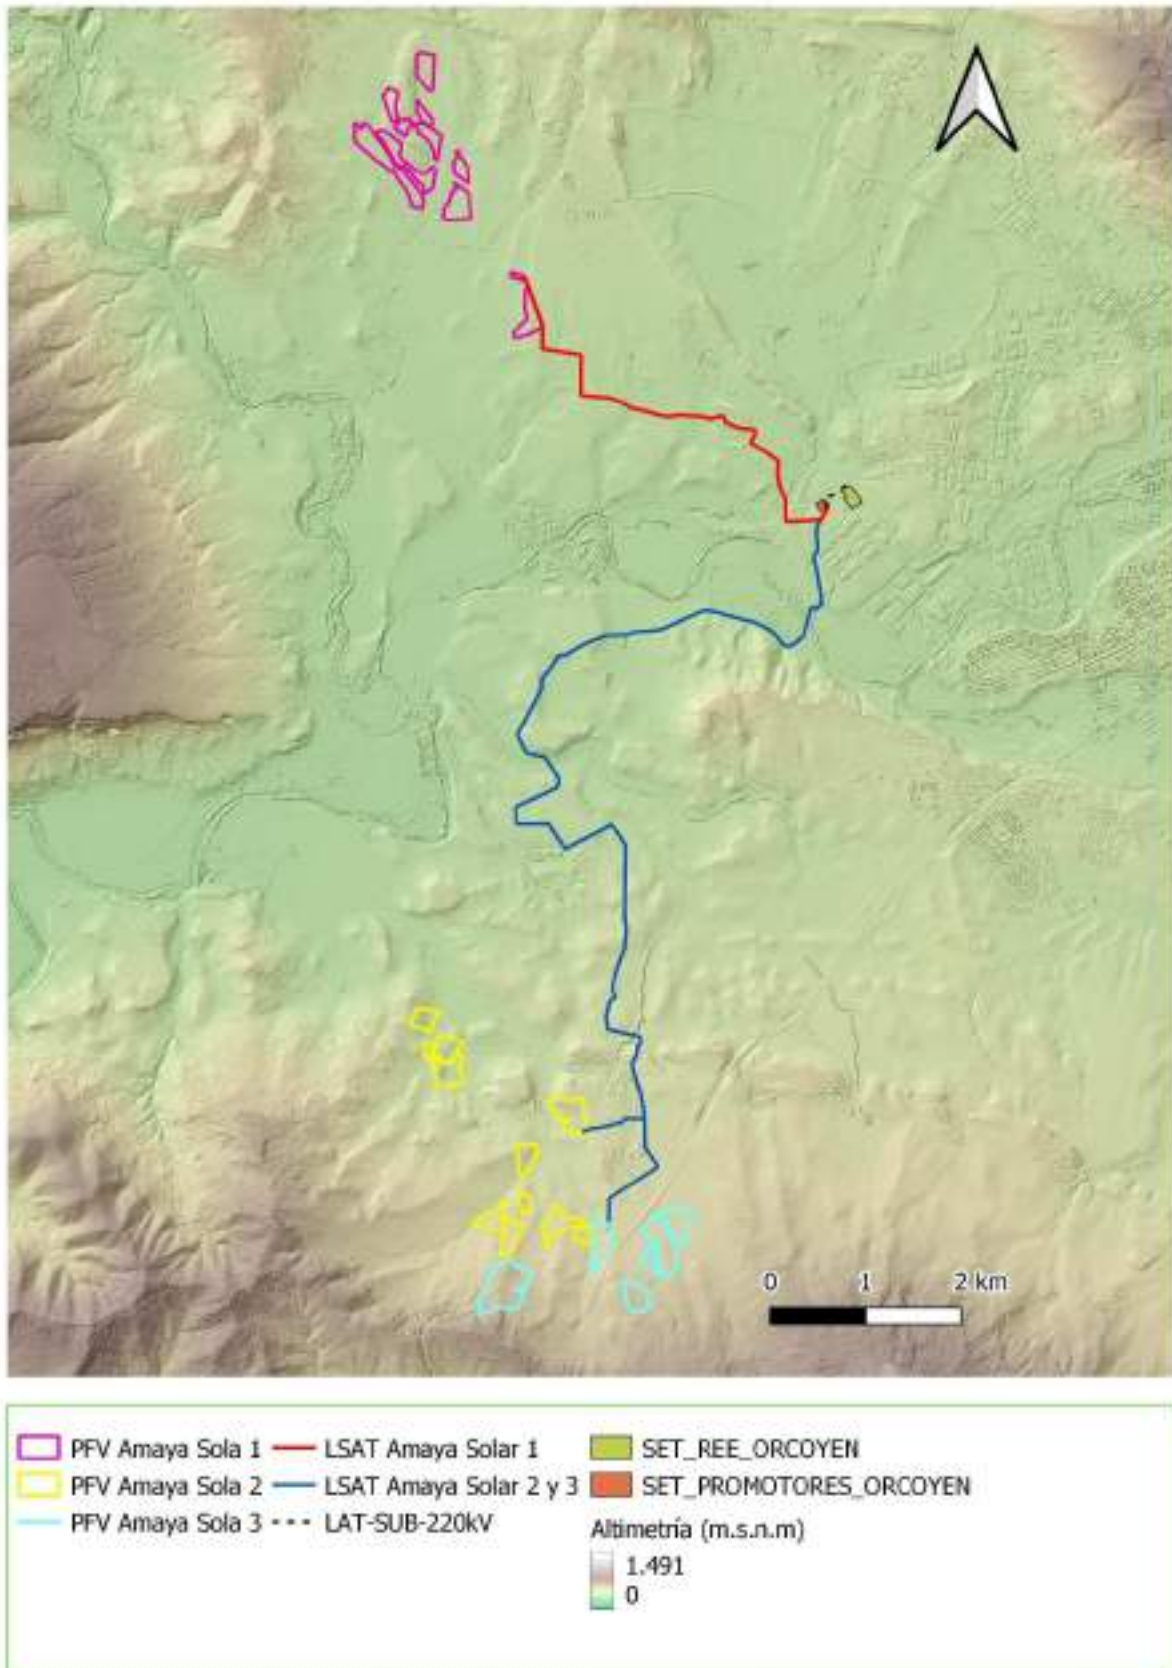 0 1 2 km
PFV Amaya Sola 1 LSAT Amaya Solar 1 SET_REE_ORCOYEN
PFV Amaya Sola 2 LSAT Amaya Solar 2 y 3 SET_PROMOTORES_ORCOYEN
PFV Amaya Sola 3 LAT-SUB-220kV Altimetría (m.s.n.m)
1.491
0